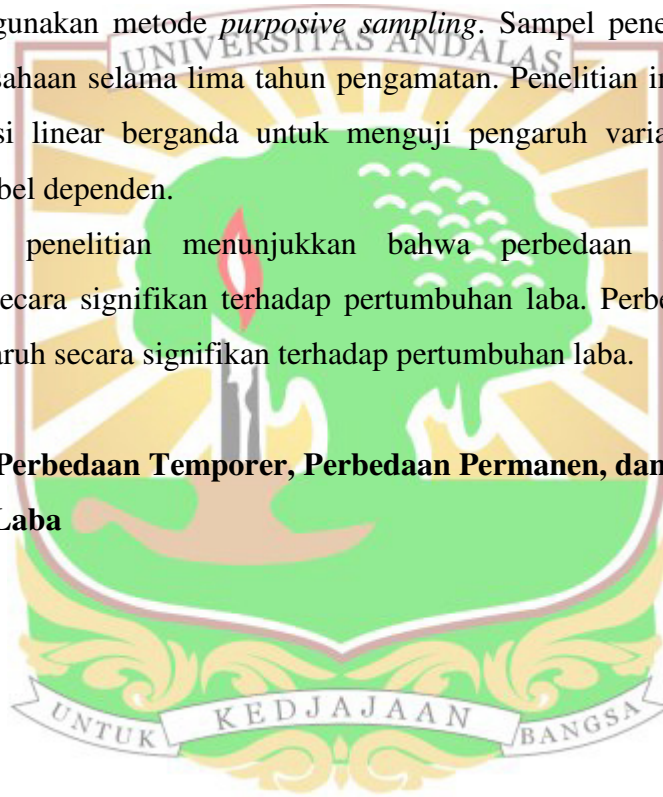 gunakan metode purposive sampling. Sampel pene
UNIVERSITAS ANDALAS
sahaan selama lima tahun pengamatan. Penelitian i
si linear berganda untuk menguji pengaruh varia
bel dependen.
penelitian menunjukkan bahwa perbedaan
ecara signifikan terhadap pertumbuhan laba. Perbe
aruh secara signifikan terhadap pertumbuhan laba.
Perbedaan Temporer, Perbedaan Permanen, dan
Laba
UNTUK KEDJAJAAN BANGSA